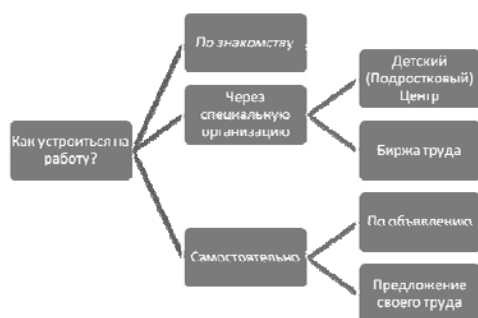 Как устроиться на
работу?
По знакомству
Через
специальную
организацию
Детский
(Подростковый)
Центр
Биржа труда
Самостоятельно
По объявлению
Предложение
своего труда